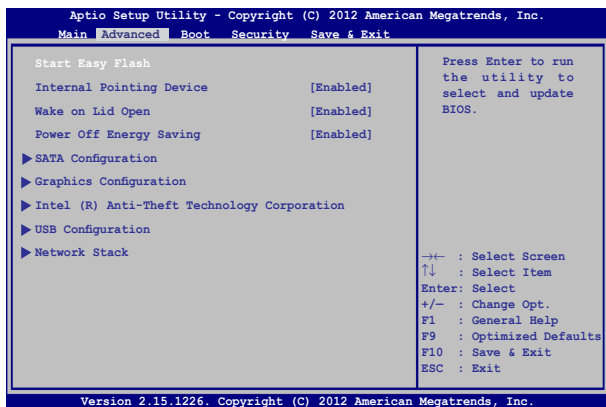 Aptio Setup Utility - Copyright (C) 2012 American Megatrends, Inc.
Main Advanced Boot Security Save & Exit
Start Easy Flash
Internal Pointing Device [Enabled]
Wake on Lid Open [Enabled]
Power Off Energy Saving [Enabled]
SATA Configuration
Graphics Configuration
Intel (R) Anti-Theft Technology Corporation
USB Configuration
Network Stack
Press Enter to run
the utility to
select and update
BIOS.
→← : Select Screen
↑↓ : Select Item
Enter: Select
+/— : Change Opt.
F1 : General Help
F9 : Optimized Defaults
F10 : Save & Exit
ESC : Exit
Version 2.15.1226. Copyright (C) 2012 American Megatrends, Inc.